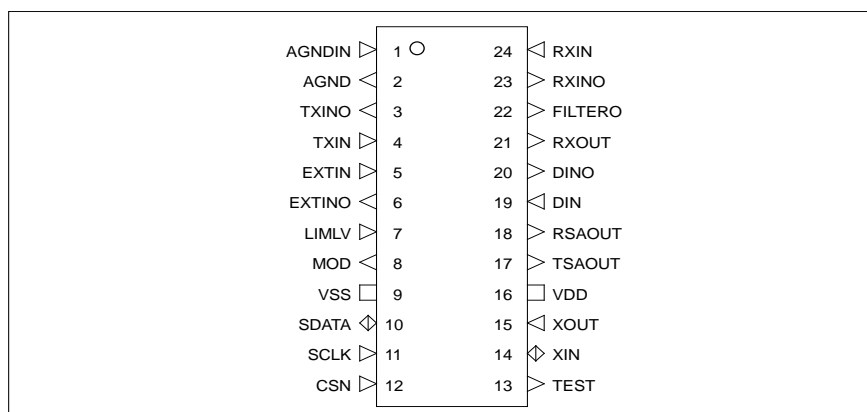 AGNDIN 1 24 RXIN
AGND 2 23 RXINO
TXINO 3 22 FILTERO
TXIN 4 21 RXOUT
EXTIN 5 20 DINO
EXTINO 6 19 DIN
LIMLV 7 18 RSAOUT
MOD 8 17 TSAOUT
VSS 9 16 VDD
SDATA 10 15 XOUT
SCLK 11 14 XIN
CSN 12 13 TEST